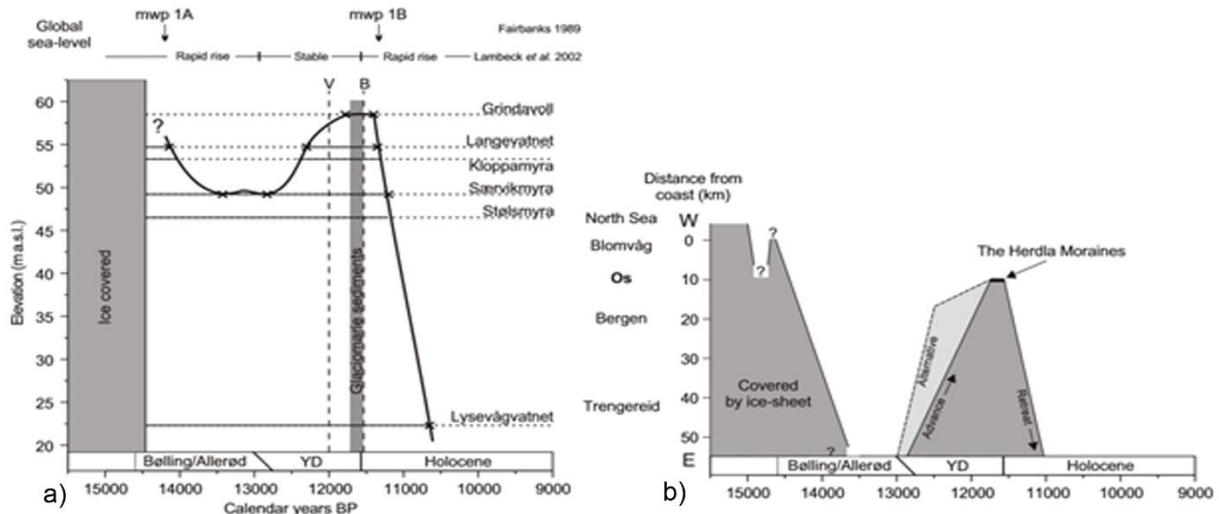 Global
sea-level
mwp 1A
mwp 1B
Fairbanks 1989
Rapid rise
Stable
Rapid rise
Lambeck et al. 2002
V
B
60
55
50
45
40
35
30
25
20
Elevation (m a.s.l.)
?
Ice covered
Glaciomarie sediments
Grindavoll
Langevatnet
Kloppamyra
Særvikmyra
Stølsmyra
Lysevågvatnet
Bølling/Allerød
YD
Holocene
15000 14000 13000 12000 11000 10000 9000
Calendar years BP
a)
Distance from
coast (km)
North Sea
W
Blomvåg
0
Os
10
Bergen
20
30
Trengereid
40
50
E
?
?
?
The Herdla Moraines
Covered
by ice-sheet
Alternative
Advance
Retreat
Bølling/Allerød
YD
Holocene
15000 14000 13000 12000 11000 10000 9000
b)